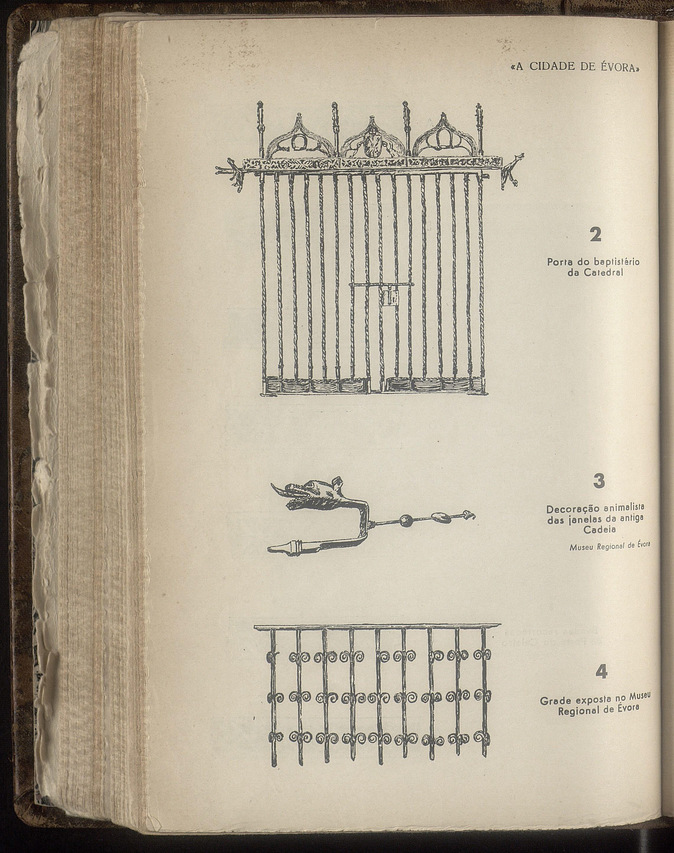 «A CIDADE DE ÉVORA»
2
Porta do baptistério
da Catedral
3
Decoração animalista
das janelas da antiga
Cadeia
Museu Regional de Évora
4
Grade exposta no Museu
Regional de Évora